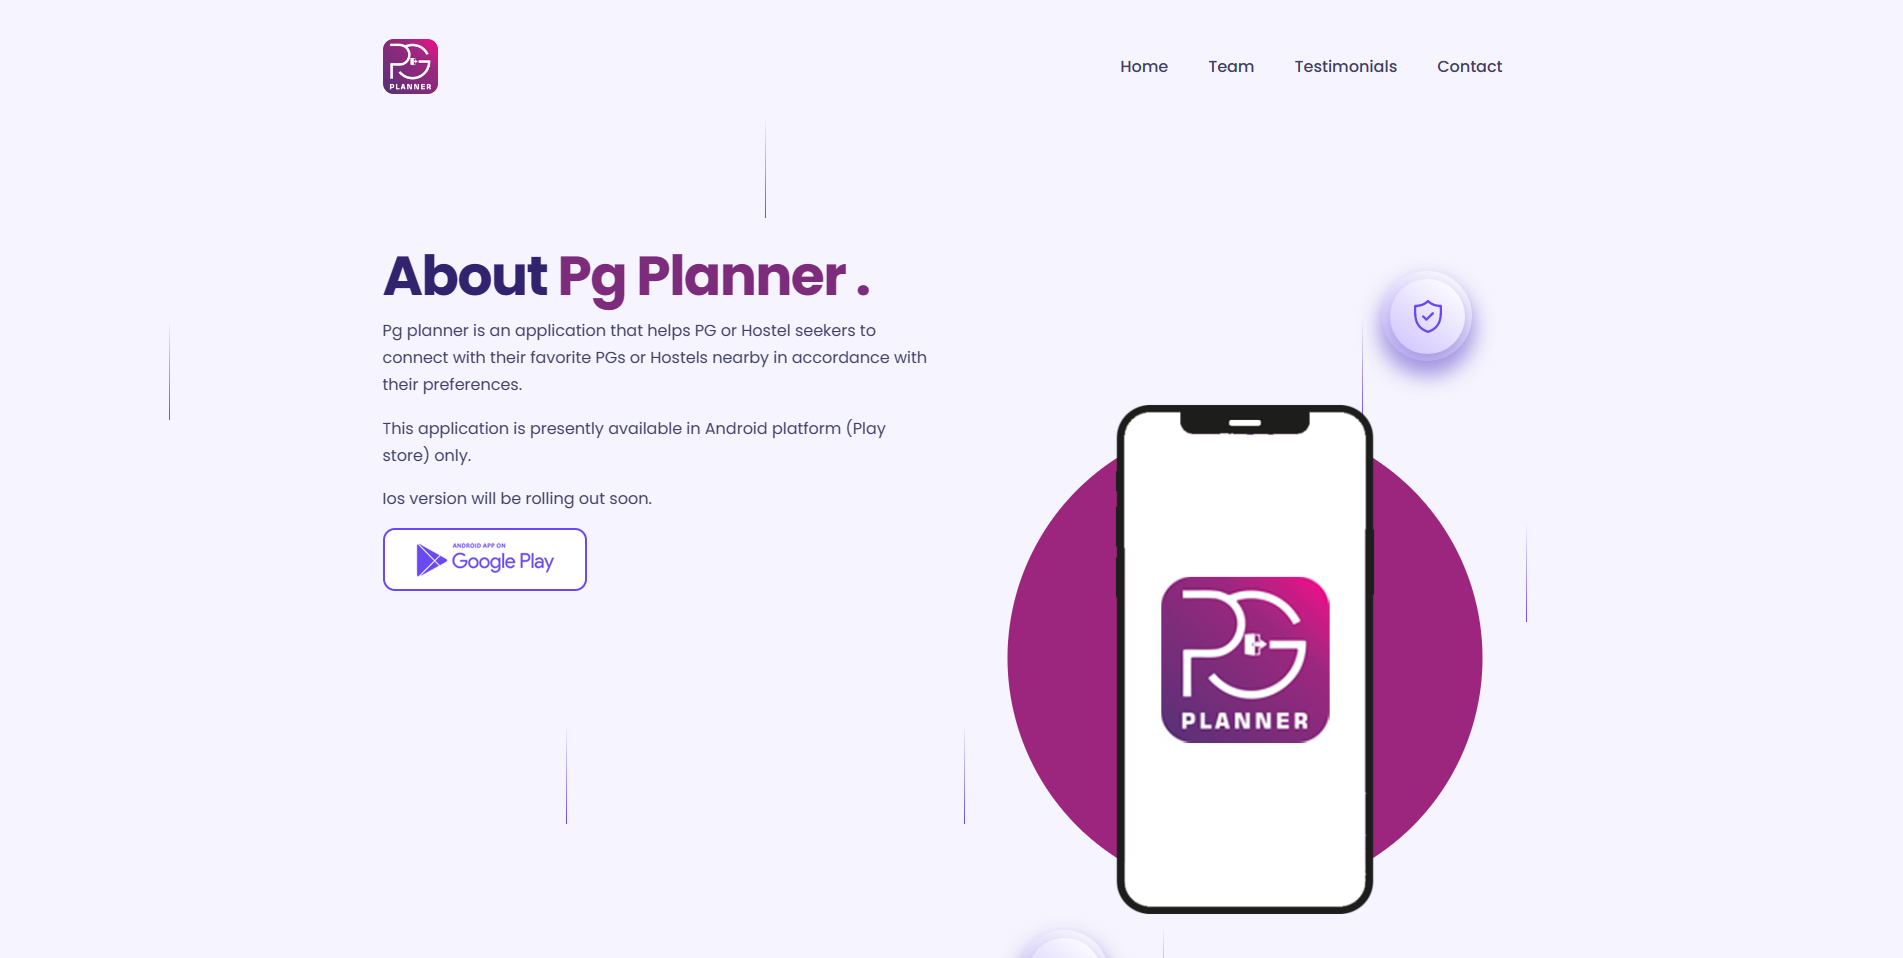 PG
PLANNER
Home Team Testimonials Contact
About Pg Planner .
Pg planner is an application that helps PG or Hostel seekers to
connect with their favorite PGs or Hostels nearby in accordance with
their preferences.
This application is presently available in Android platform (Play
store) only.
Ios version will be rolling out soon.
ANDROID APP ON
Google Play
PG
PLANNER